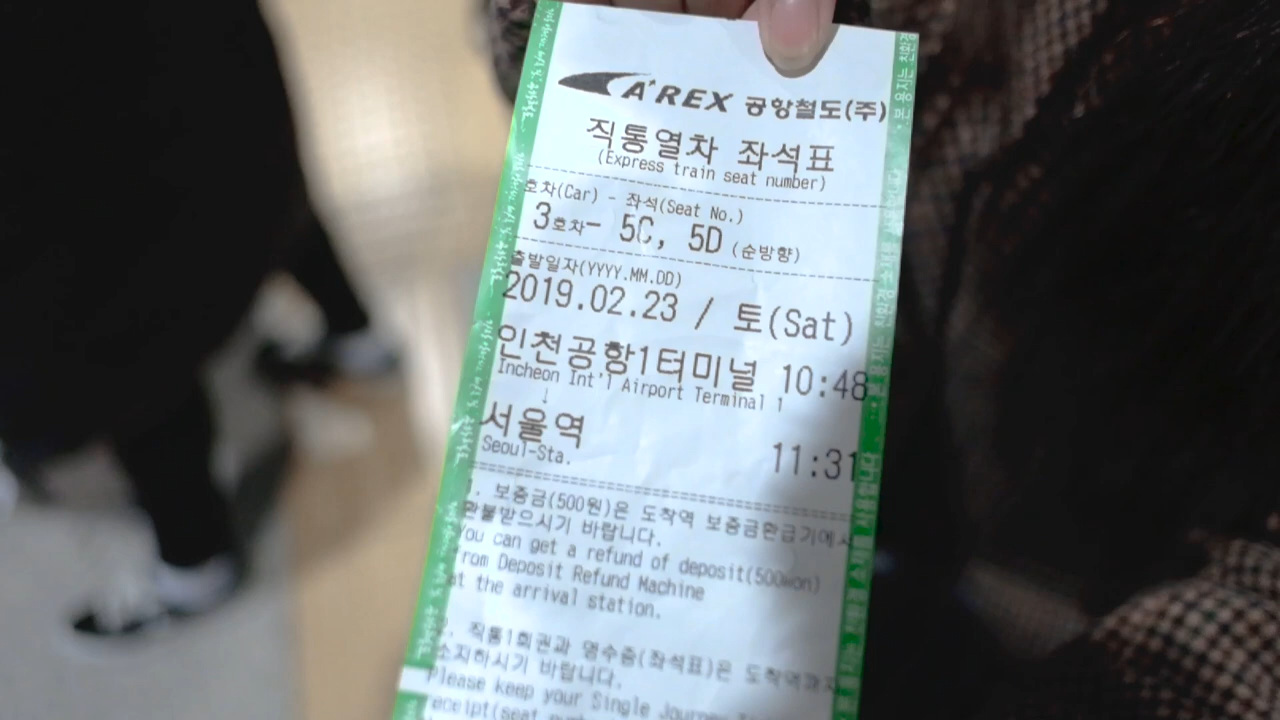 A'REX 공항철도(주)
직통열차 좌석표
(Express train seat number)
호차(Car) - 좌석(Seat No.)
3호차- 5C, 5D (순방향)
출발일자(YYYY.MM.DD)
2019.02.23 / 토(Sat)
인천공항1터미널 10:48
Incheon Int'l Airport Terminal 1
↓
서울역
Seoul-Sta. 11:31
보증금(500원)은 도착역 보증금환급기에서
환불받으시기 바랍니다.
You can get a refund of deposit(500won)
from Deposit Refund Machine
at the arrival station.
직통1회권과 영수증(좌석표)은 도착역까지
소지하시기 바랍니다.
Please keep your Single Journey
receipt(seat